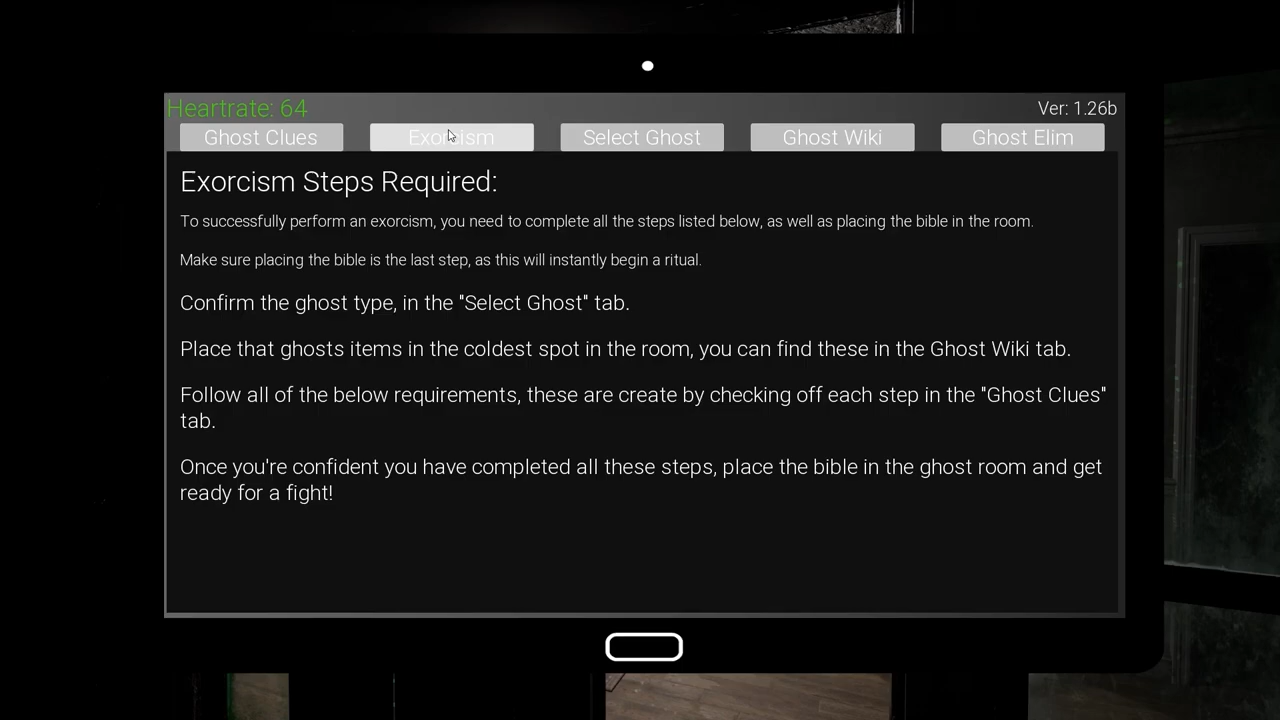 Heartrate: 64
Ver: 1.26b
Ghost Clues
Exorcism
Select Ghost
Ghost Wiki
Ghost Elim
Exorcism Steps Required:
To successfully perform an exorcism, you need to complete all the steps listed below, as well as placing the bible in the room.
Make sure placing the bible is the last step, as this will instantly begin a ritual.
Confirm the ghost type, in the "Select Ghost" tab.
Place that ghosts items in the coldest spot in the room, you can find these in the Ghost Wiki tab.
Follow all of the below requirements, these are create by checking off each step in the "Ghost Clues"
tab.
Once you're confident you have completed all these steps, place the bible in the ghost room and get
ready for a fight!